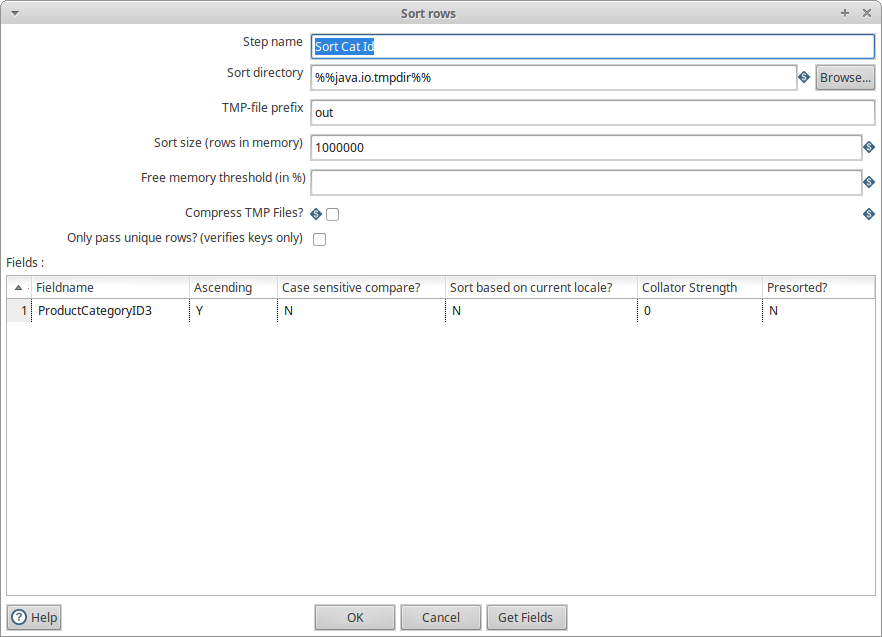 Sort rows
Step name Sort Cat Id
Sort directory %%java.io.tmpdir%% Browse...
TMP-file prefix out
Sort size (rows in memory) 1000000
Free memory threshold (in %)
Compress TMP Files?
Only pass unique rows? (verifies keys only)
Fields :
Fieldname Ascending Case sensitive compare? Sort based on current locale? Collator Strength Presorted?
1 ProductCategoryID3 Y N N 0 N
Help OK Cancel Get Fields